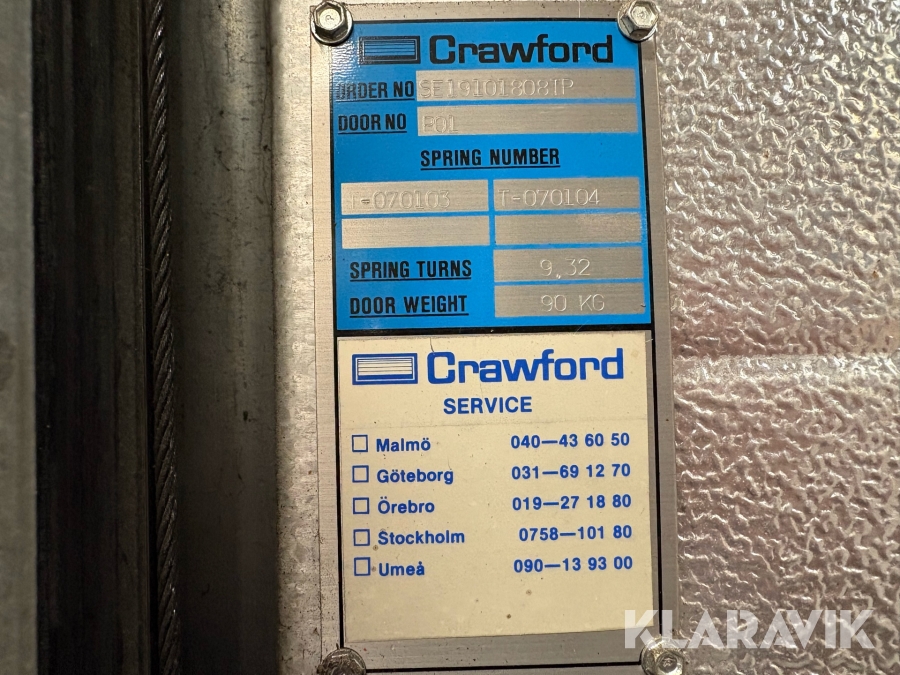 Crawford
ORDER NO SE191018081P
DOOR NO P01
SPRING NUMBER
T-070103 T-070104
SPRING TURNS 9,32
DOOR WEIGHT 90 KG
Crawford
SERVICE
Malmö 040—43 60 50
Göteborg 031—69 12 70
Örebro 019—27 18 80
Stockholm 0758—101 80
Umeå 090—13 93 00
KLARAVIK